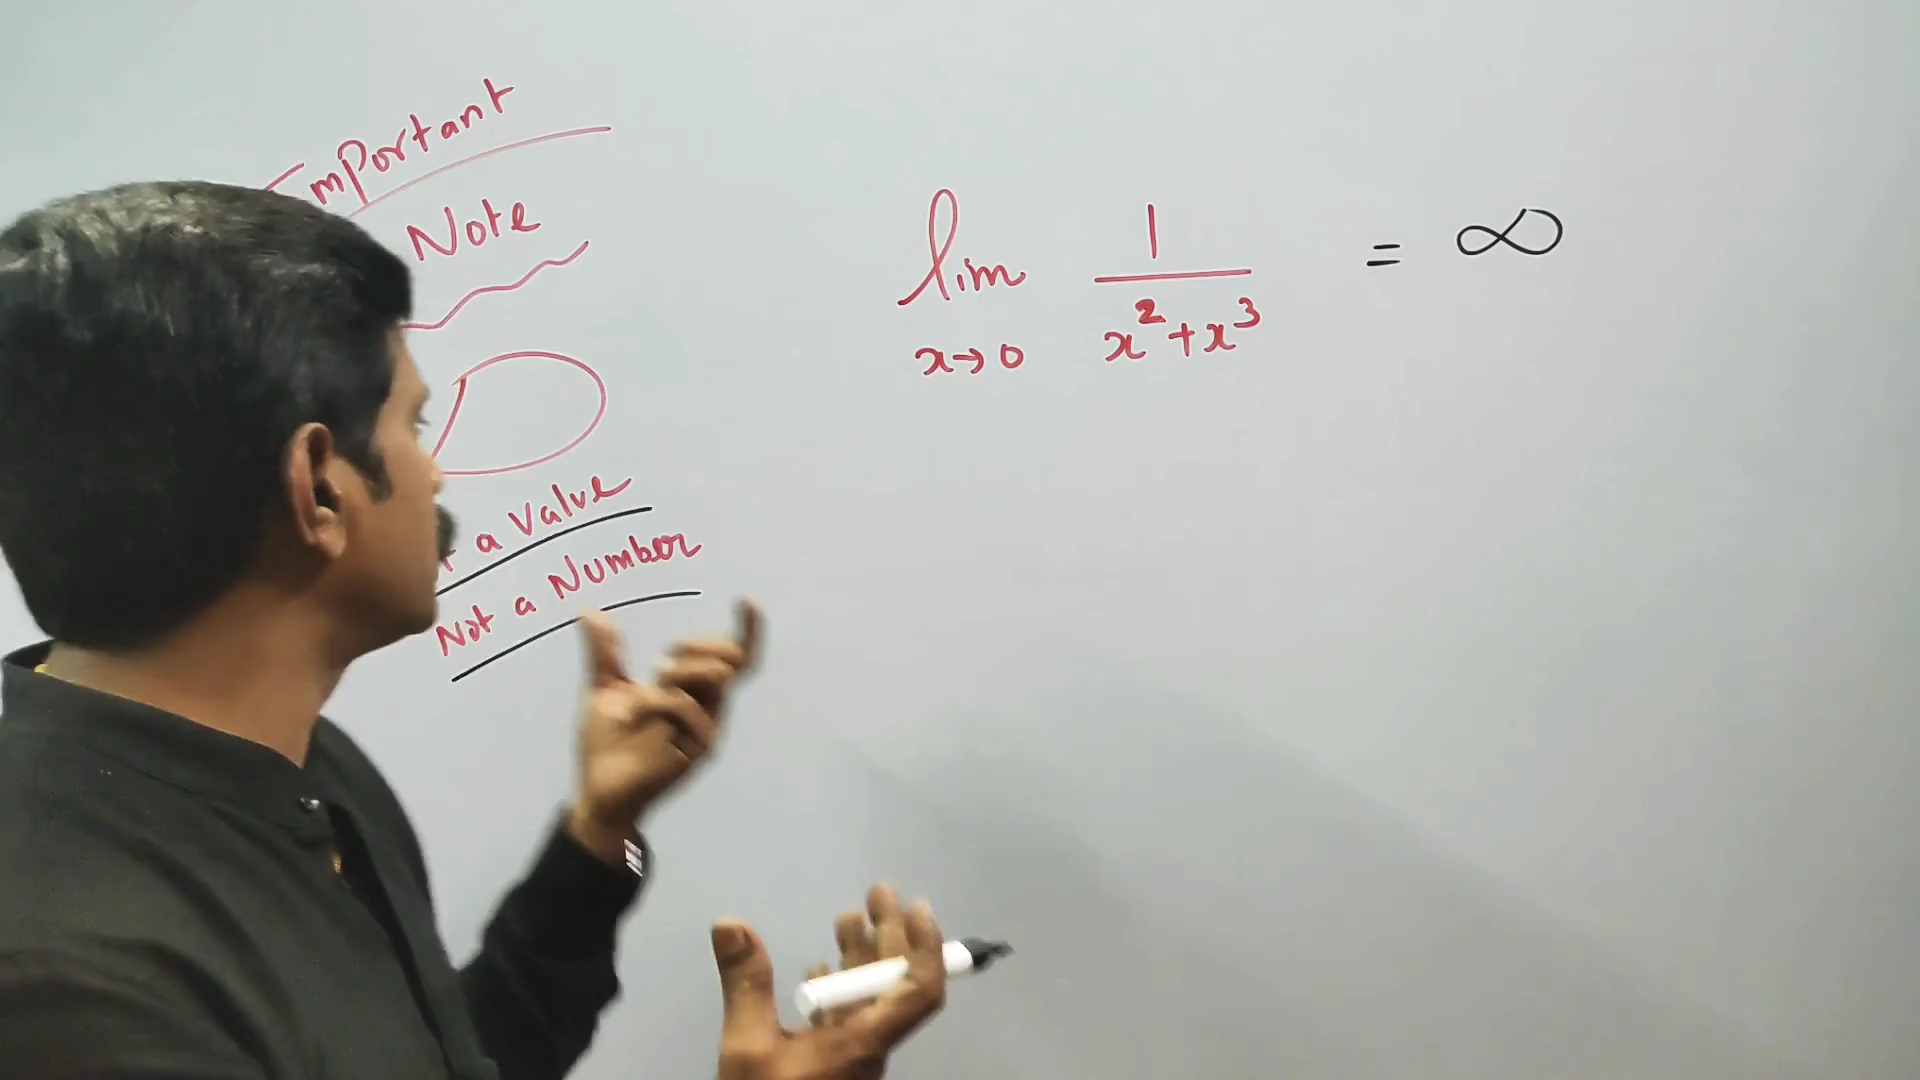 Important
Note
a value
Not a Number
lim x→0 1/(x²+x³) = ∞